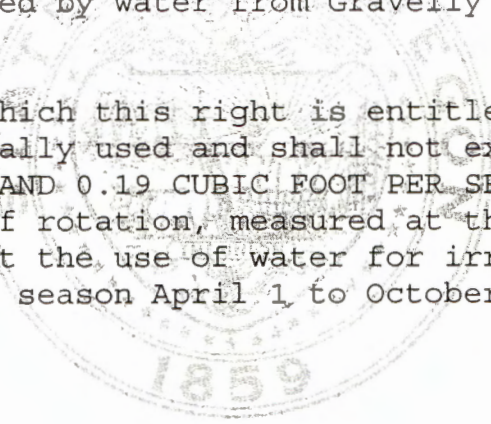 ed by water from Gravelly
hich this right is entitle
ally used and shall not ex
AND 0.19 CUBIC FOOT PER SE
f rotation, measured at th
t the use of water for irr
season April 1 to October
1859